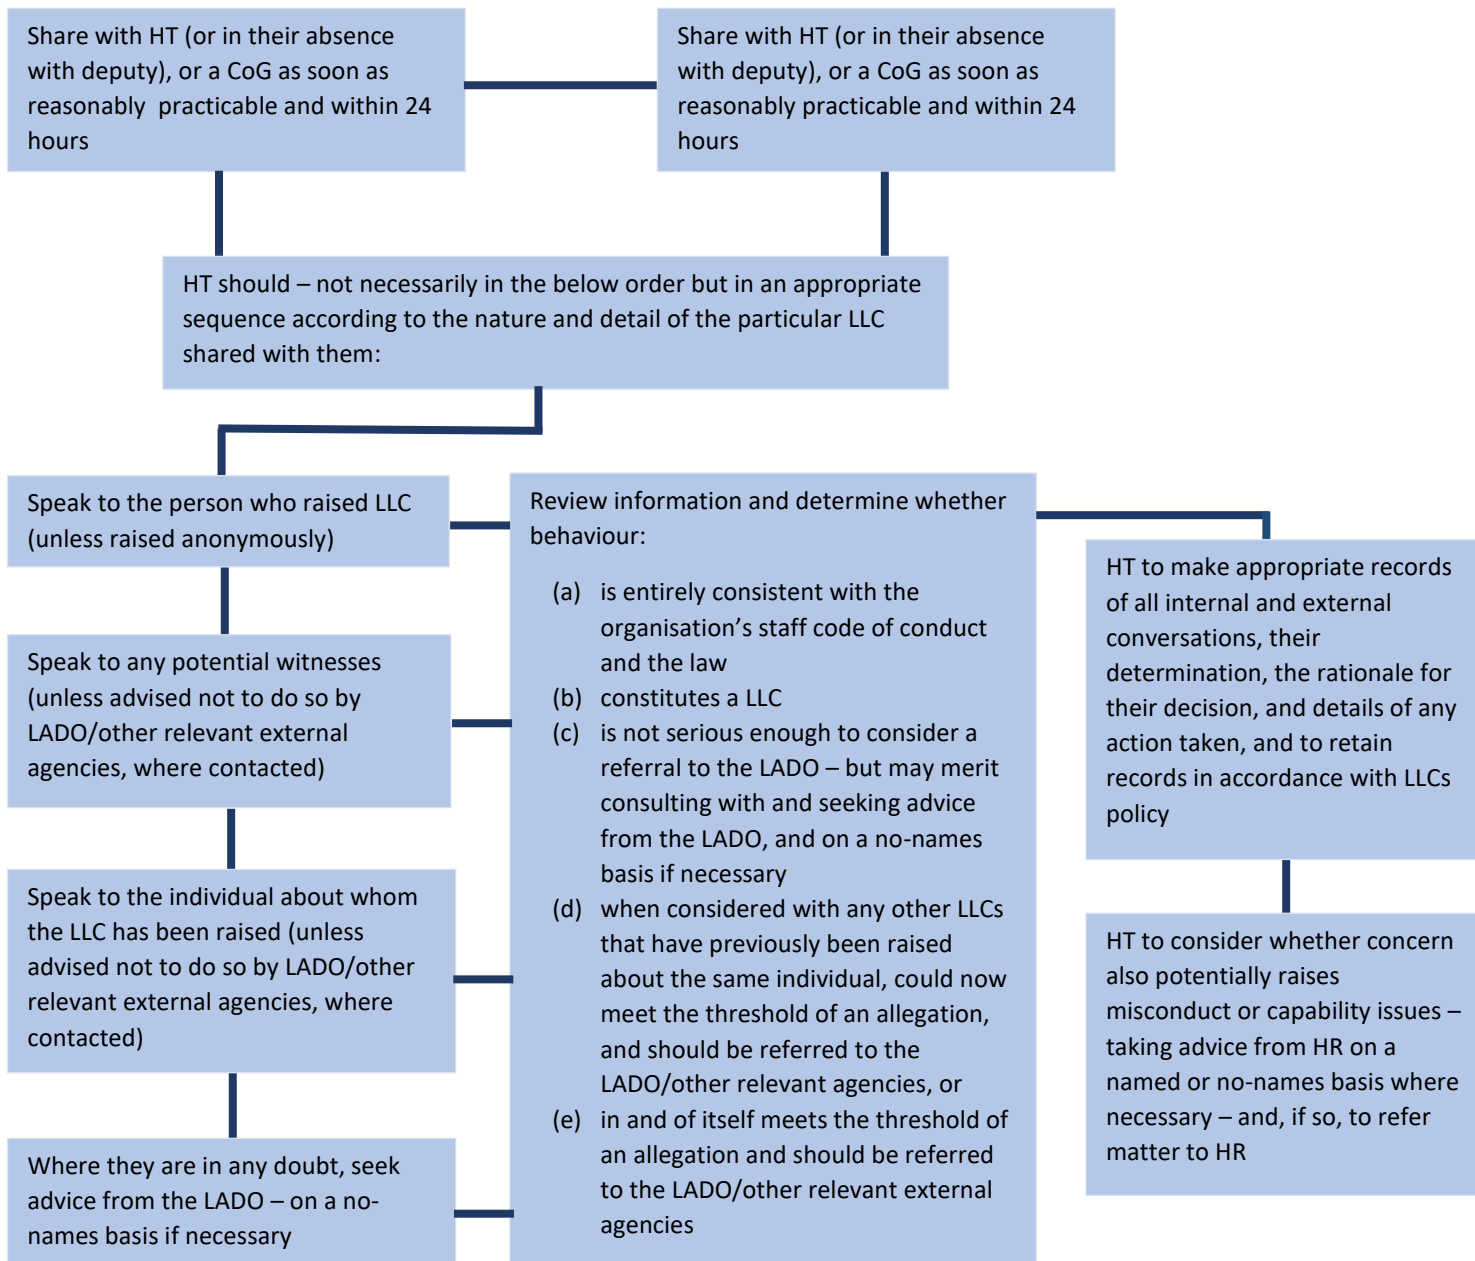 Share with HT (or in their absence
with deputy), or a CoG as soon as
reasonably  practicable and within 24
hours
Share with HT (or in their absence
with deputy), or a CoG as soon as
reasonably practicable and within 24
hours
HT should – not necessarily in the below order but in an appropriate
sequence according to the nature and detail of the particular LLC
shared with them:
Speak to the person who raised LLC
(unless raised anonymously)
Speak to any potential witnesses
(unless advised not to do so by
LADO/other relevant external
agencies, where contacted)
Speak to the individual about whom
the LLC has been raised (unless
advised not to do so by LADO/other
relevant external agencies, where
contacted)
Where they are in any doubt, seek
advice from the LADO – on a no-
names basis if necessary
Review information and determine whether
behaviour:
(a) is entirely consistent with the
organisation’s staff code of conduct
and the law
(b) constitutes a LLC
(c) is not serious enough to consider a
referral to the LADO – but may merit
consulting with and seeking advice
from the LADO, and on a no-names
basis if necessary
(d) when considered with any other LLCs
that have previously been raised
about the same individual, could now
meet the threshold of an allegation,
and should be referred to the
LADO/other relevant agencies, or
(e) in and of itself meets the threshold of
an allegation and should be referred
to the LADO/other relevant external
agencies
HT to make appropriate records
of all internal and external
conversations, their
determination, the rationale for
their decision, and details of any
action taken, and to retain
records in accordance with LLCs
policy
HT to consider whether concern
also potentially raises
misconduct or capability issues –
taking advice from HR on a
named or no-names basis where
necessary – and, if so, to refer
matter to HR